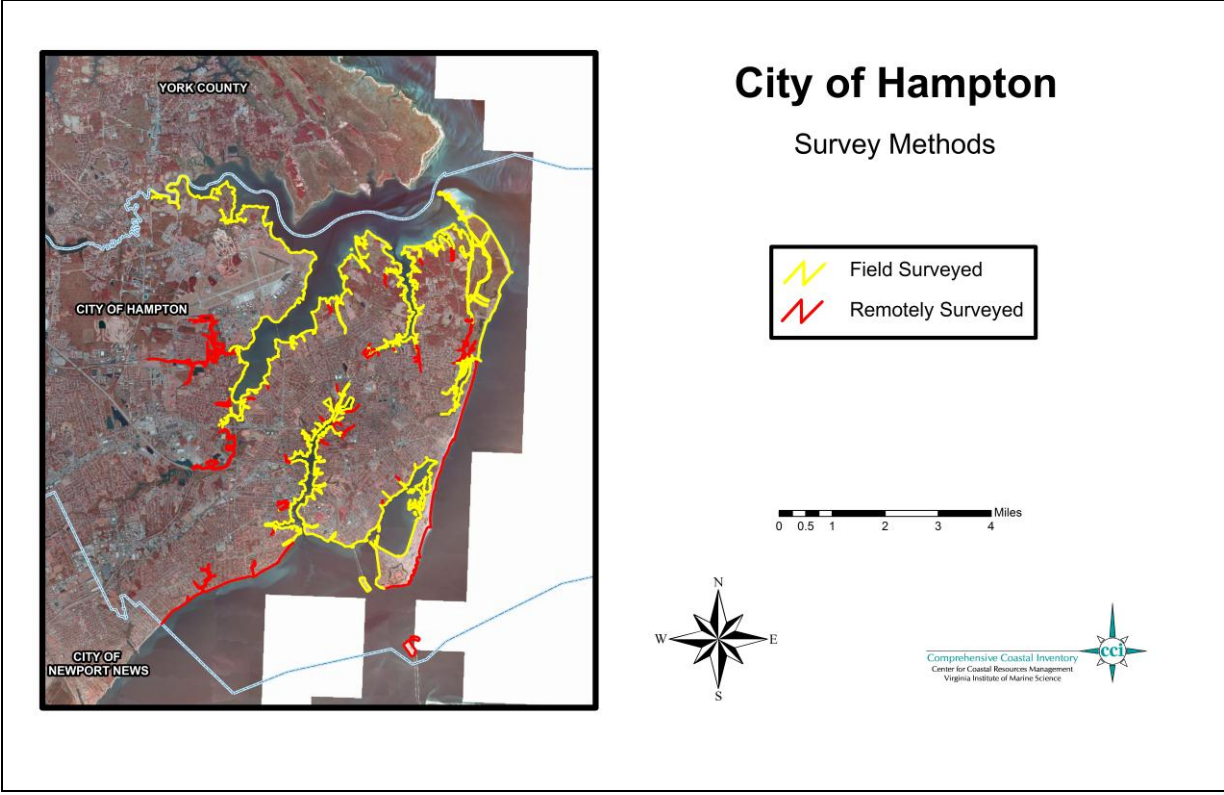 YORK COUNTY
CITY OF HAMPTON
CITY OF
NEWPORT NEWS
City of Hampton
Survey Methods
Field Surveyed
Remotely Surveyed
Miles
0 0.5 1 2 3 4
N
W E
S
Comprehensive Coastal Inventory
Center for Coastal Resources Management
Virginia Institute of Marine Science
cci